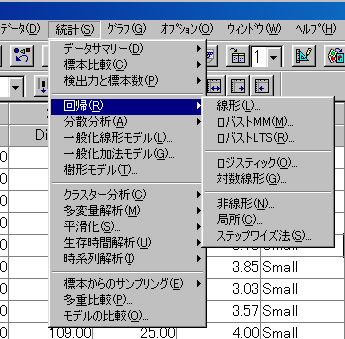 データ(D) 統計(S) グラフ(G) オプション(O) ウィンドウ(W) ヘルプ(H)
1
データサマリー(D)
標本比較(C)
検出力と標本数(P)
回帰(R)
分散分析(A)
一般化線形モデル(L)...
一般化加法モデル(G)...
樹形モデル(T)...
クラスター分析(C)
多変量解析(M)
平滑化(S)
生存時間解析(U)
時系列解析(I)
標本からのサンプリング(E)
多重比較(P)...
モデルの比較(O)...
線形(L)...
ロバストMM(M)...
ロバストLTS(R)...
ロジスティック(O)...
対数線形(G)...
非線形(N)...
局所(C)...
ステップワイズ法(S)...
Di
3.85 Small
3.03 Small
3.57 Small
109.00 25.00 4.00 Small